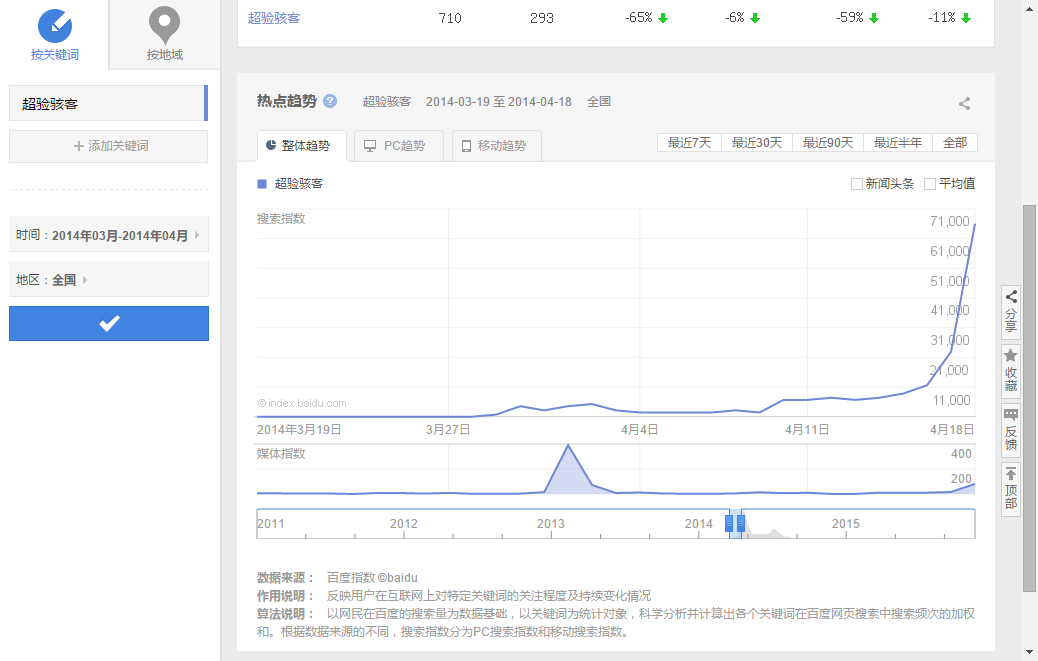 按关键词
按地域
超验骇客
添加关键词
时间：2014年03月-2014年04月
地区：全国
超验骇客 710 293 -65% -6% -59% -11%
热点趋势 ? 超验骇客 2014-03-19 至 2014-04-18 全国
整体趋势 PC趋势 移动趋势
最近7天 最近30天 最近90天 最近半年 全部
超验骇客
新闻头条 平均值
搜索指数
71,000
61,000
51,000
41,000
31,000
21,000
11,000
©index.baidu.com
2014年3月19日 3月27日 4月4日 4月11日 4月18日
媒体指数
400
200
2011 2012 2013 2014 2015
数据来源： 百度指数 ©baidu
作用说明： 反映用户在互联网上对特定关键词的关注程度及持续变化情况
算法说明： 以网民在百度的搜索量为数据基础，以关键词为统计对象，科学分析并计算出各个关键词在百度网页搜索中搜索频次的加权
和。根据数据来源的不同，搜索指数分为PC搜索指数和移动搜索指数。
分享
收藏
反馈
顶部